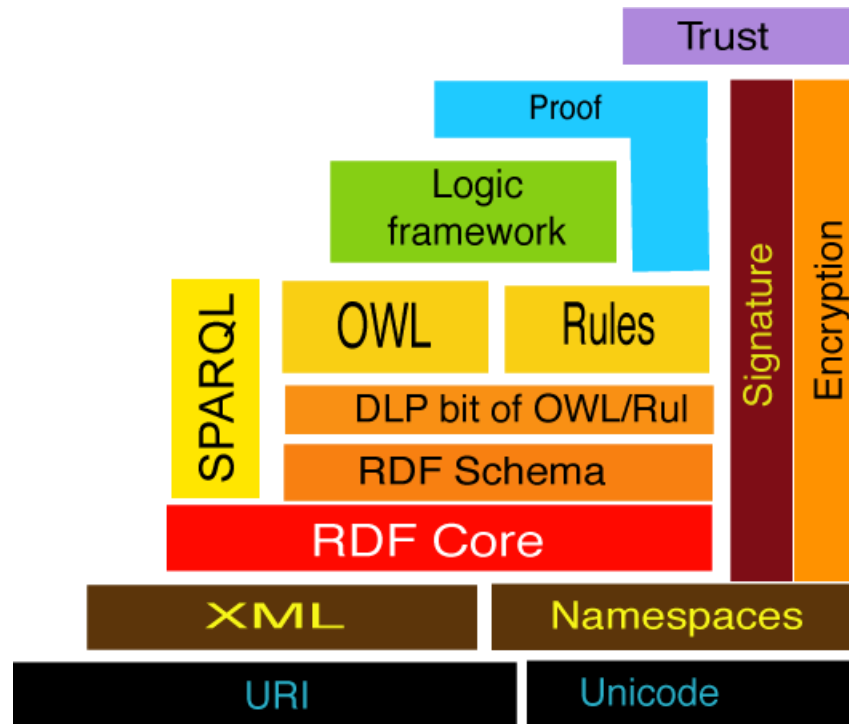 Trust
Proof
Logic
framework
Signature
Encryption
SPARQL
OWL
Rules
DLP bit of OWL/Rul
RDF Schema
RDF Core
XML
Namespaces
URI
Unicode